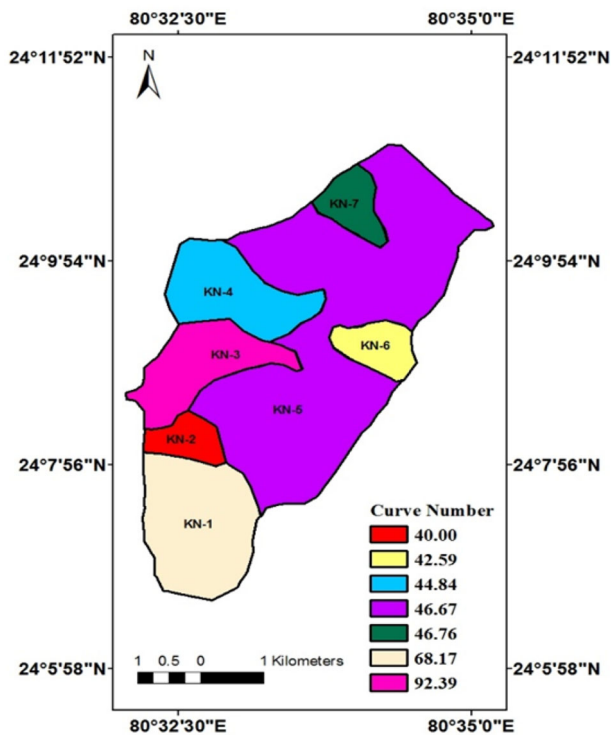 80°32'30"E 80°35'0"E
24°11'52"N 24°11'52"N
N
KN-7
24°9'54"N 24°9'54"N
KN-4
KN-6
KN-3
KN-5
KN-2
24°7'56"N 24°7'56"N
KN-1
Curve Number
40.00
42.59
44.84
46.67
46.76
68.17
92.39
1 0.5 0 1 Kilometers
24°5'58"N 24°5'58"N
80°32'30"E 80°35'0"E